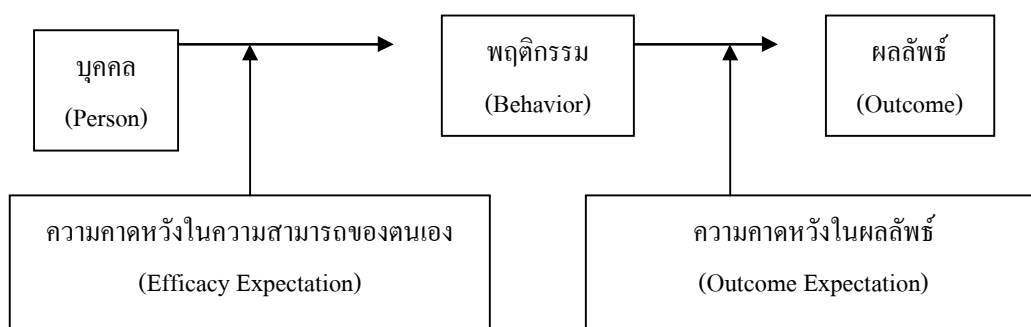 บุคคล
(Person)
พฤติกรรม
(Behavior)
ผลลัพธ์
(Outcome)
ความคาดหวังในความสามารถของตนเอง
(Efficacy Expectation)
ความคาดหวังในผลลัพธ์
(Outcome Expectation)